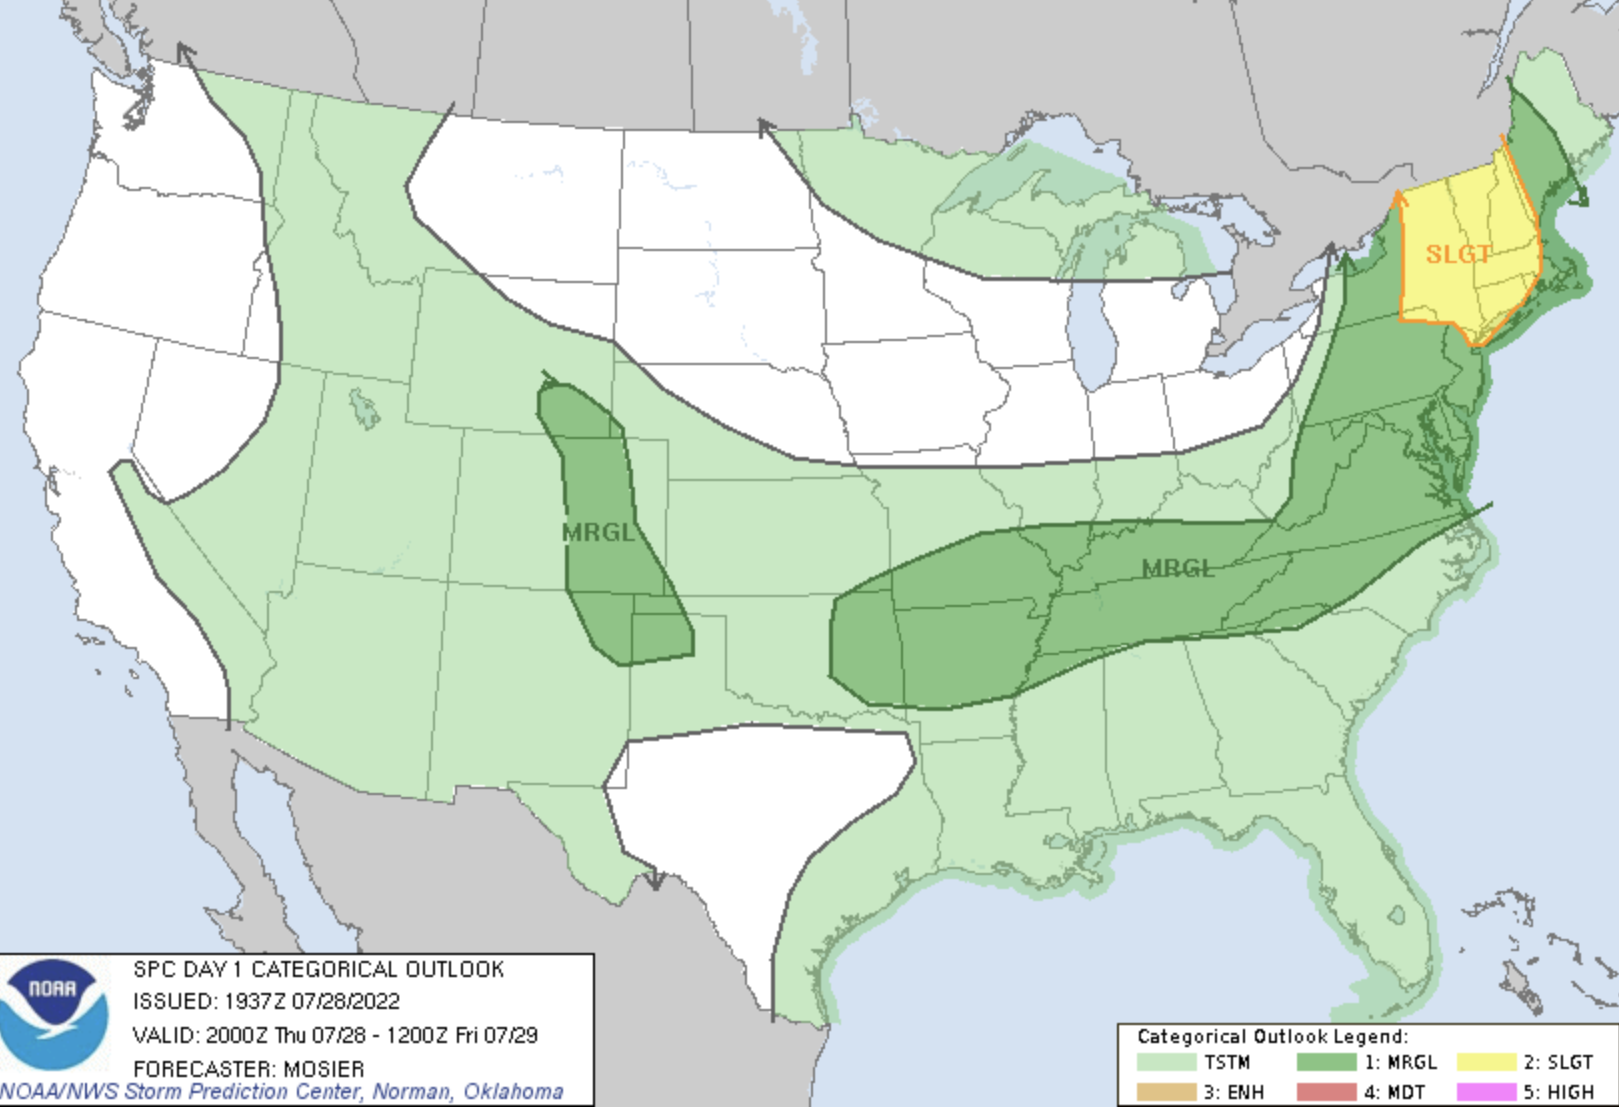 SLGT
MRGL
MRGL
NOAA
SPC DAY 1 CATEGORICAL OUTLOOK
ISSUED: 1937Z 07/28/2022
VALID: 2000Z Thu 07/28 - 1200Z Fri 07/29
FORECASTER: MOSIER
NOAA/NWS Storm Prediction Center, Norman, Oklahoma
Categorical Outlook Legend:
TSTM 1: MRGL 2: SLGT
3: ENH 4: MDT 5: HIGH